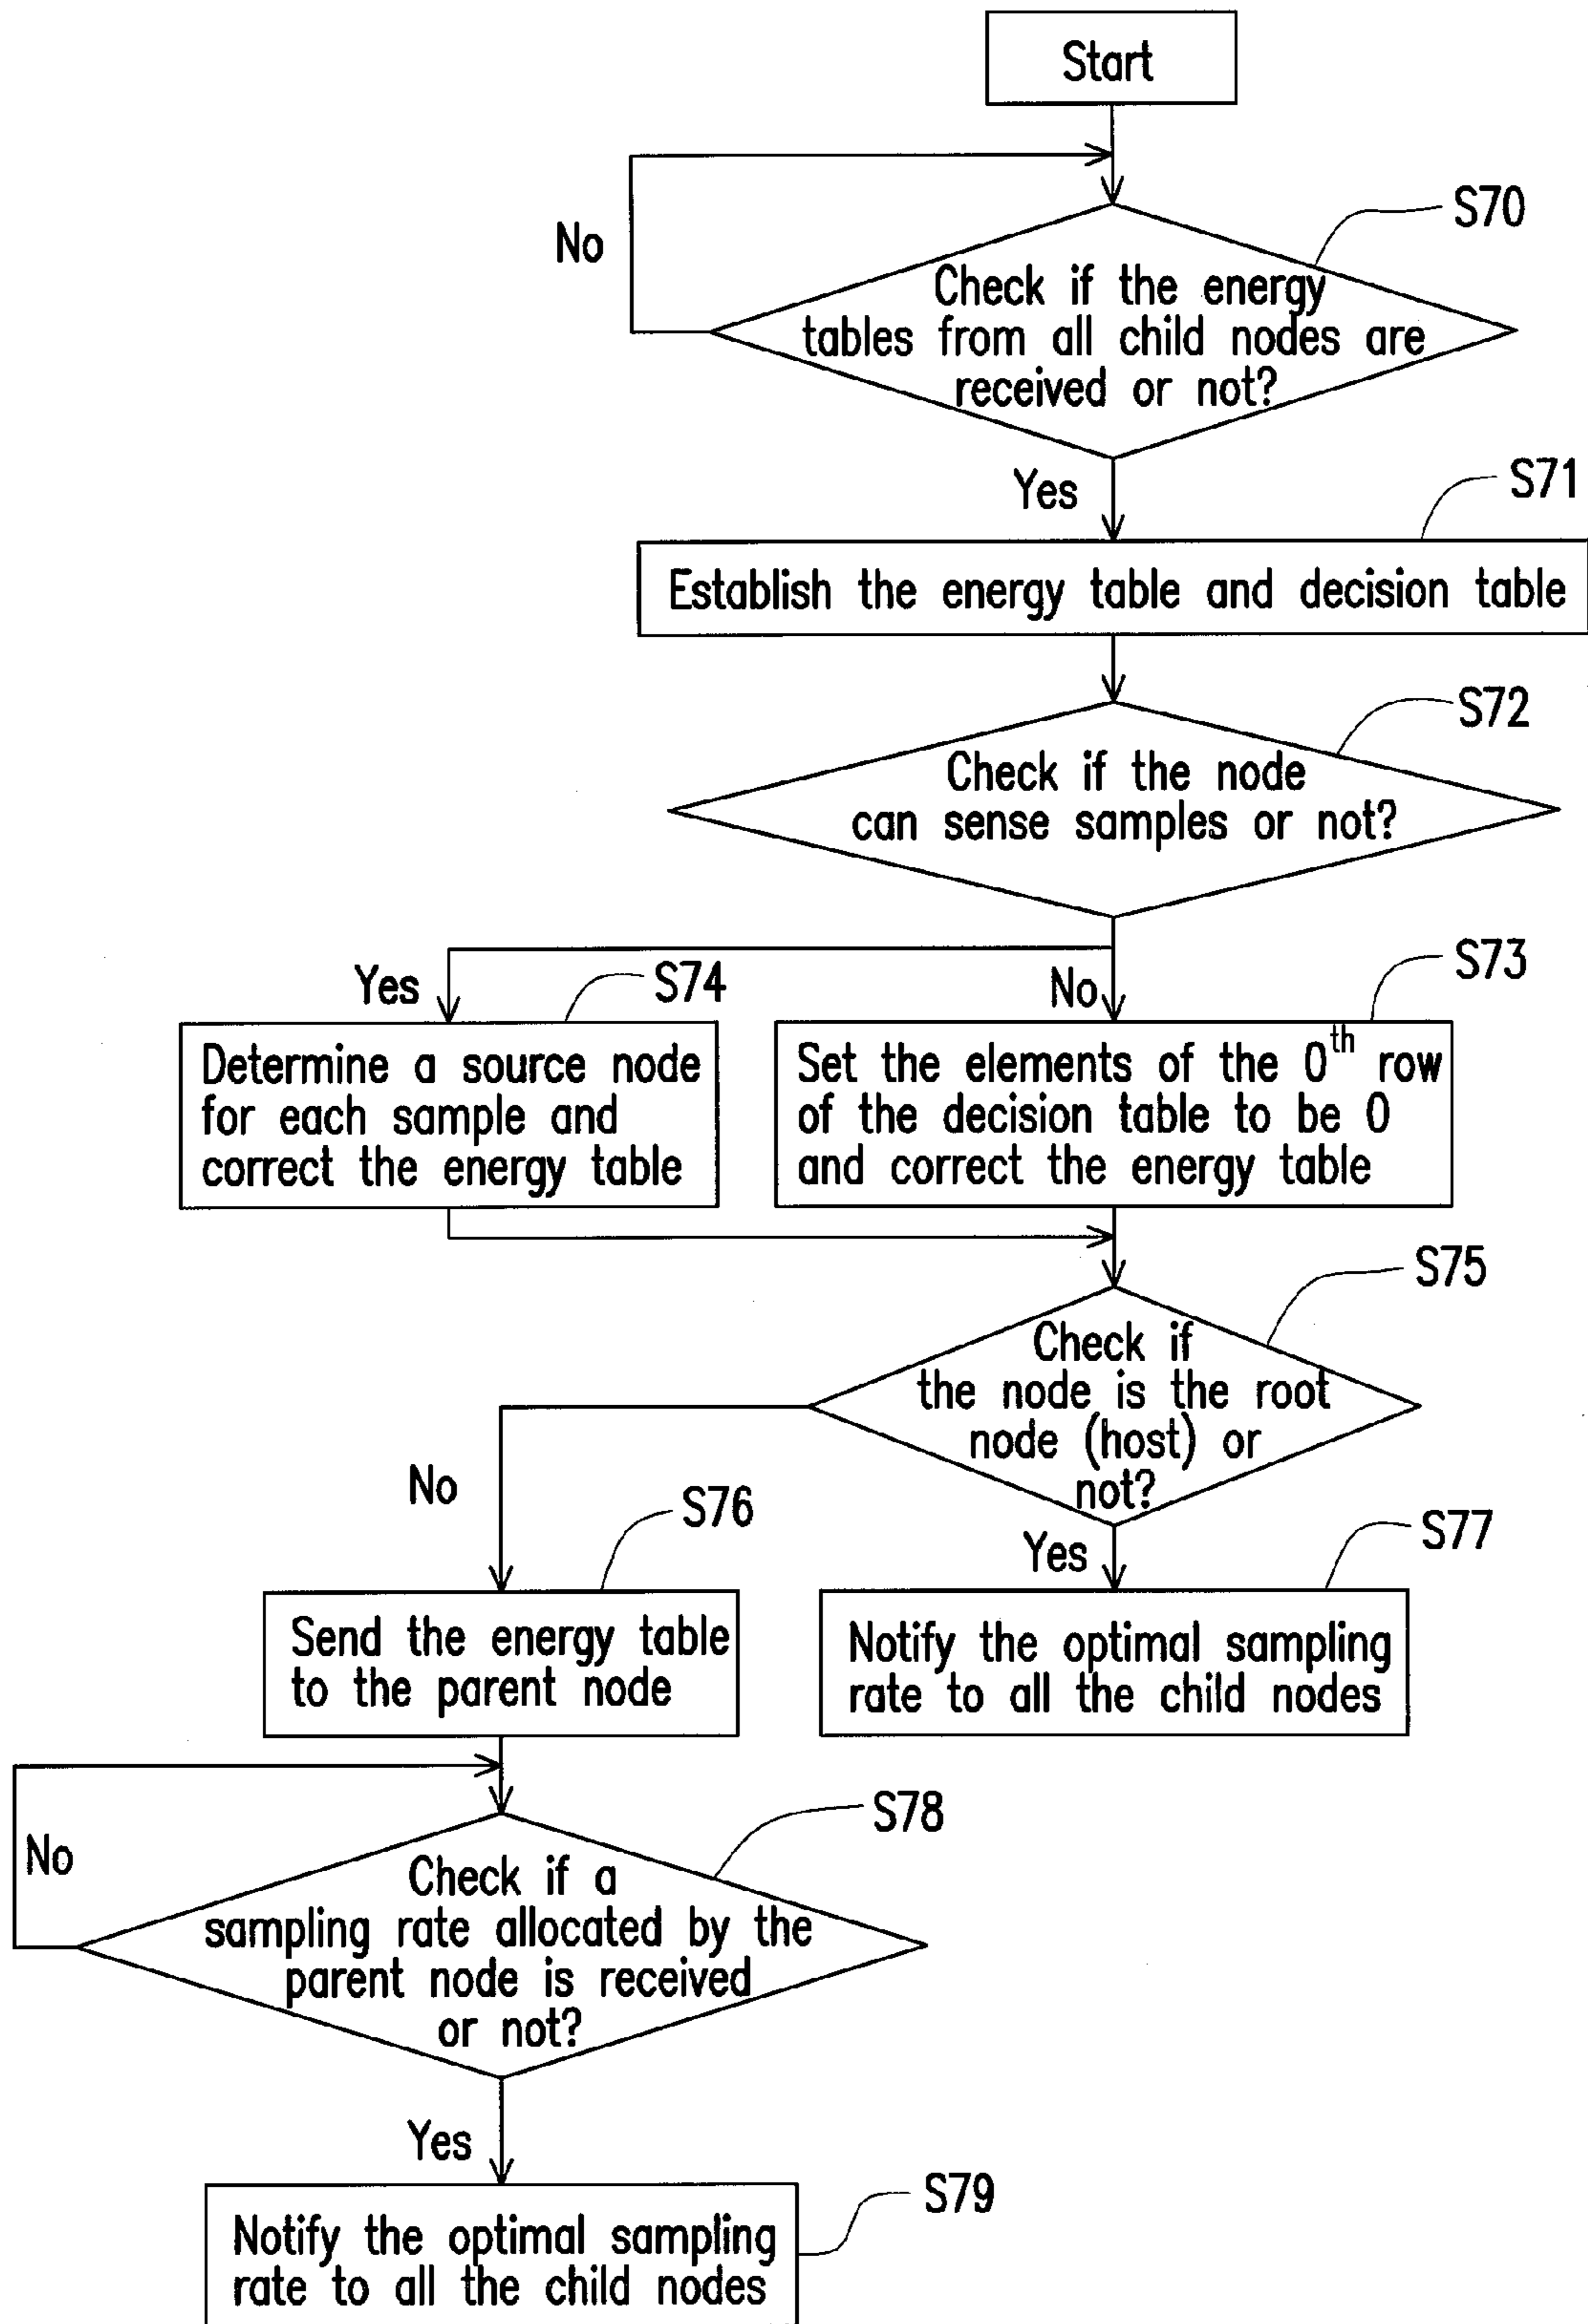 Start
S70
No
Check if the energy
tables from all child nodes are
received or not?
Yes
S71
Establish the energy table and decision table
S72
Check if the node
can sense samples or not?
Yes
S74
No
S73
Determine a source node
for each sample and
correct the energy table
Set the elements of the 0th row
of the decision table to be 0
and correct the energy table
S75
Check if
the node is the root
node (host) or
not?
No
S76
Yes
S77
Send the energy table
to the parent node
Notify the optimal sampling
rate to all the child nodes
S78
No
Check if a
sampling rate allocated by the
parent node is received
or not?
Yes
S79
Notify the optimal sampling
rate to all the child nodes